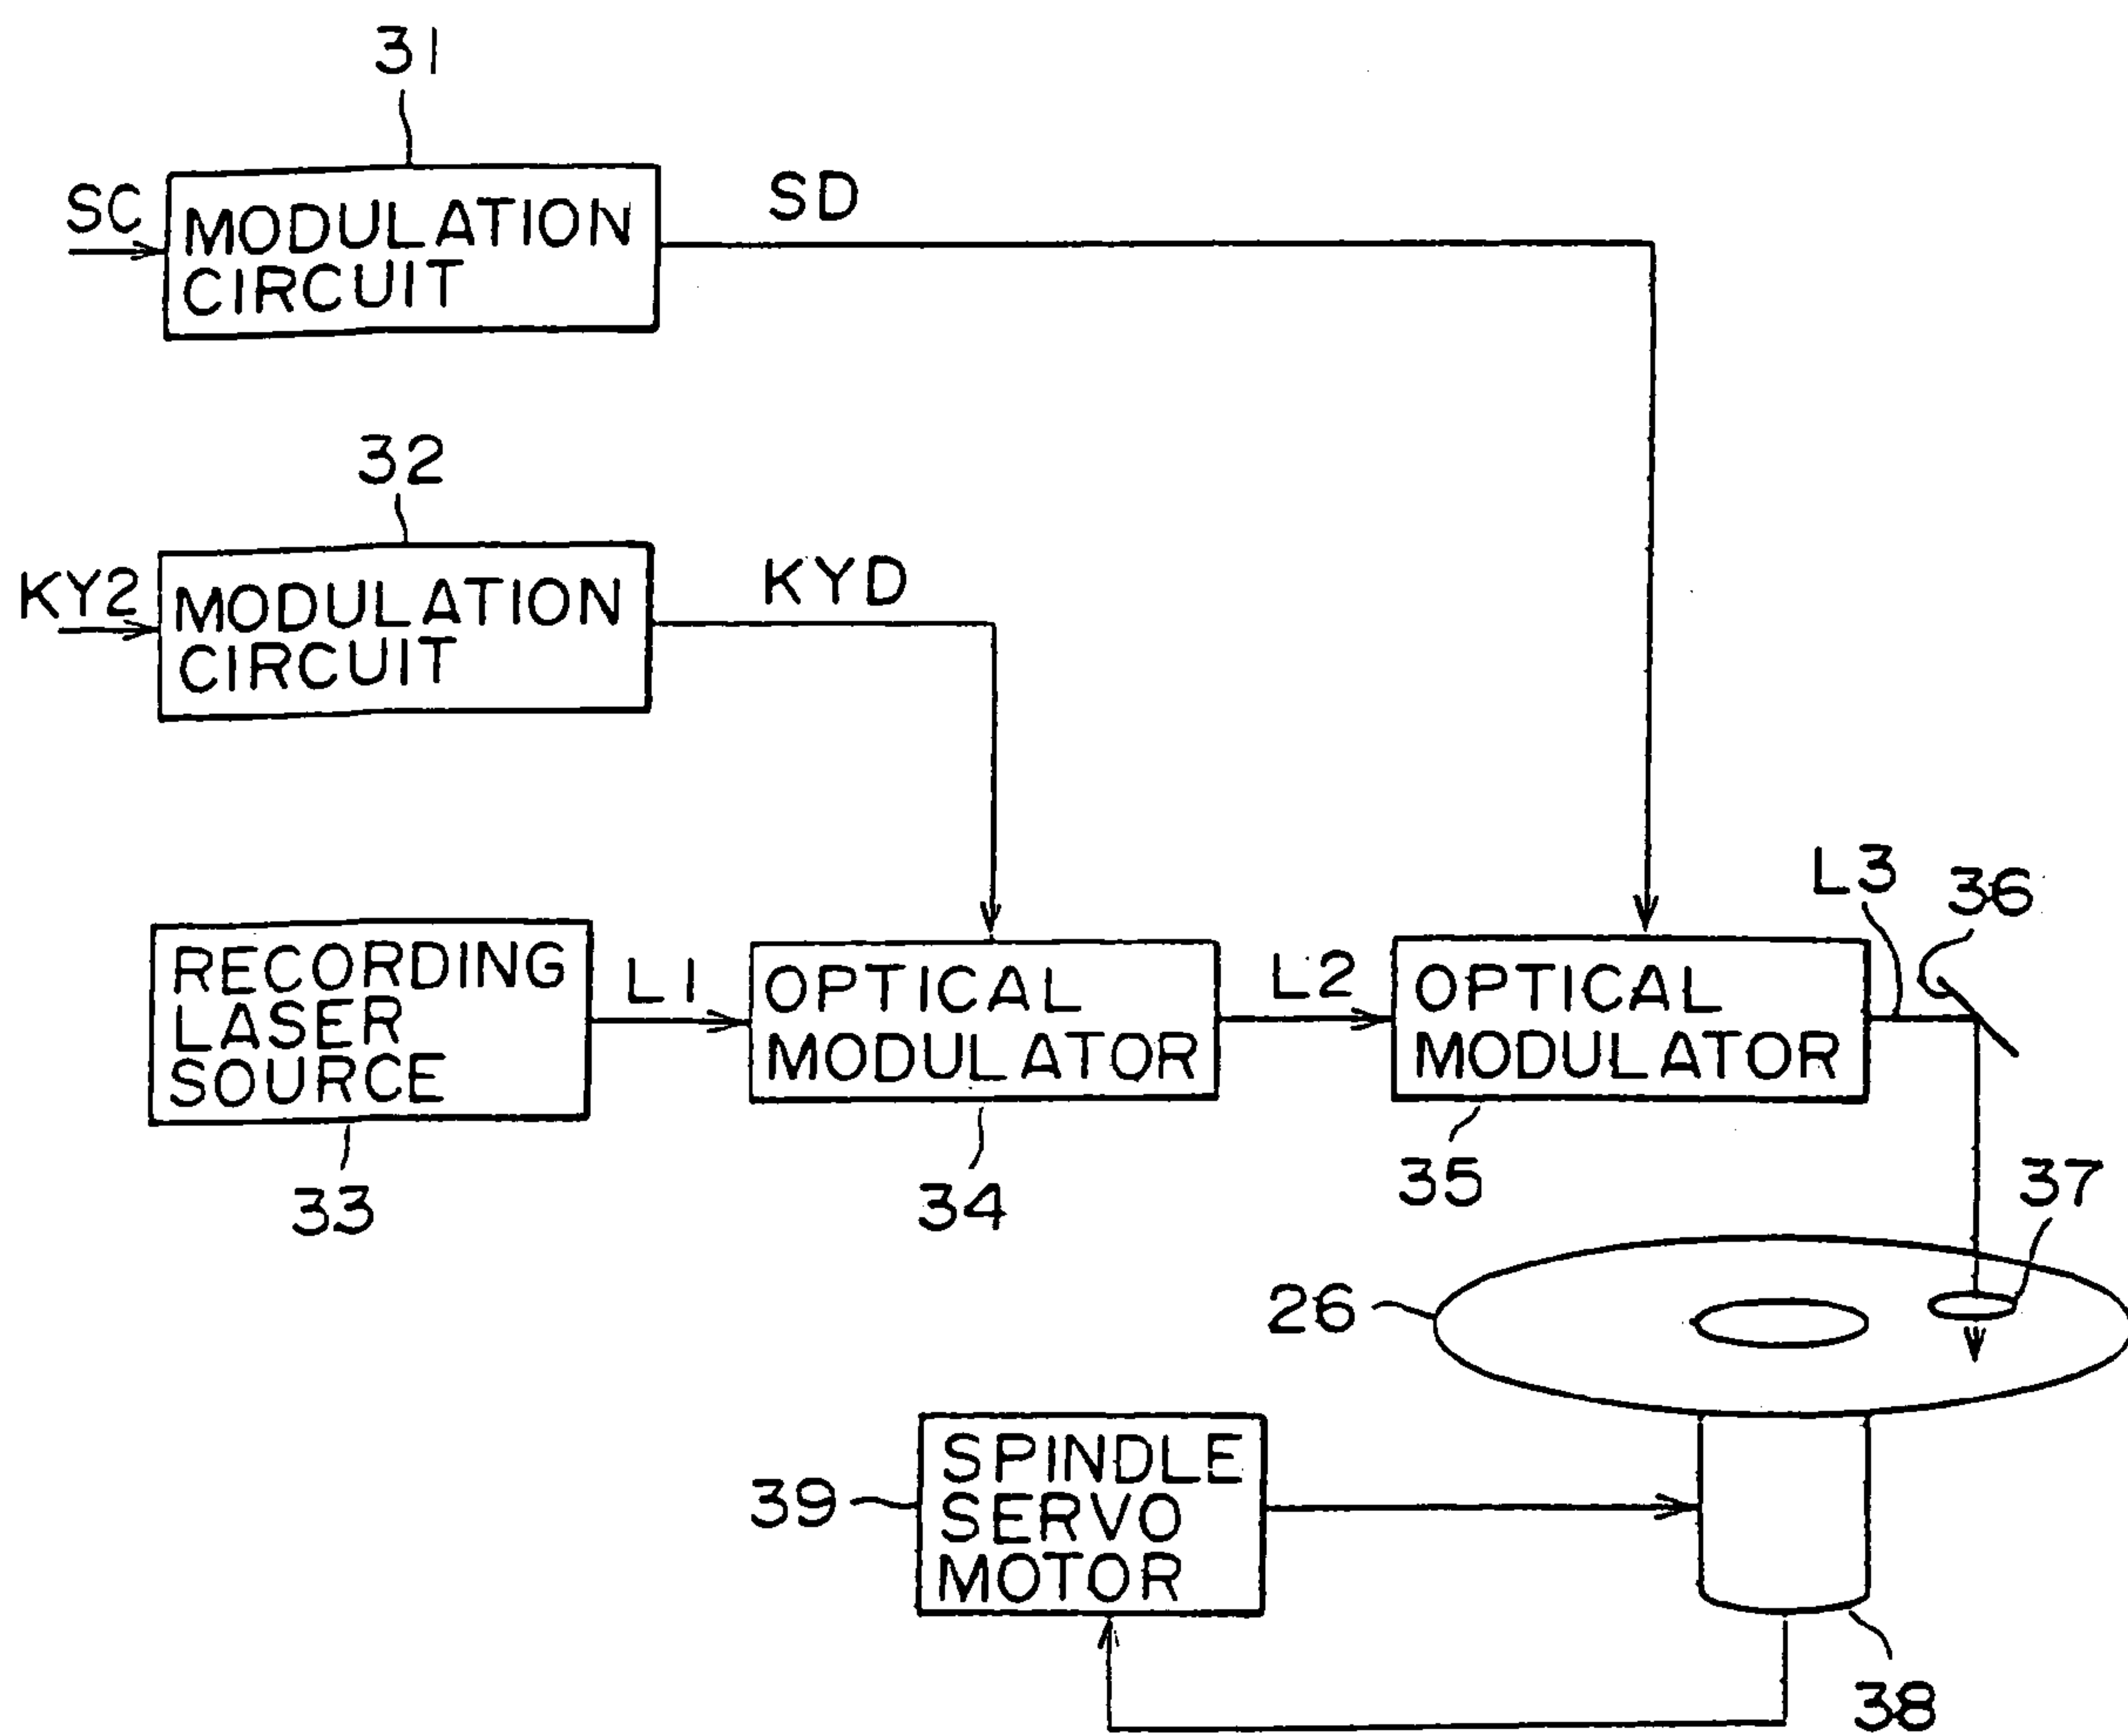 31
SC
MODULATION
CIRCUIT
SD
32
KY2
MODULATION
CIRCUIT
KYD
RECORDING
LASER
SOURCE
33
L1
OPTICAL
MODULATOR
34
L2
OPTICAL
MODULATOR
35
L3
36
37
26
39
SPINDLE
SERVO
MOTOR
38